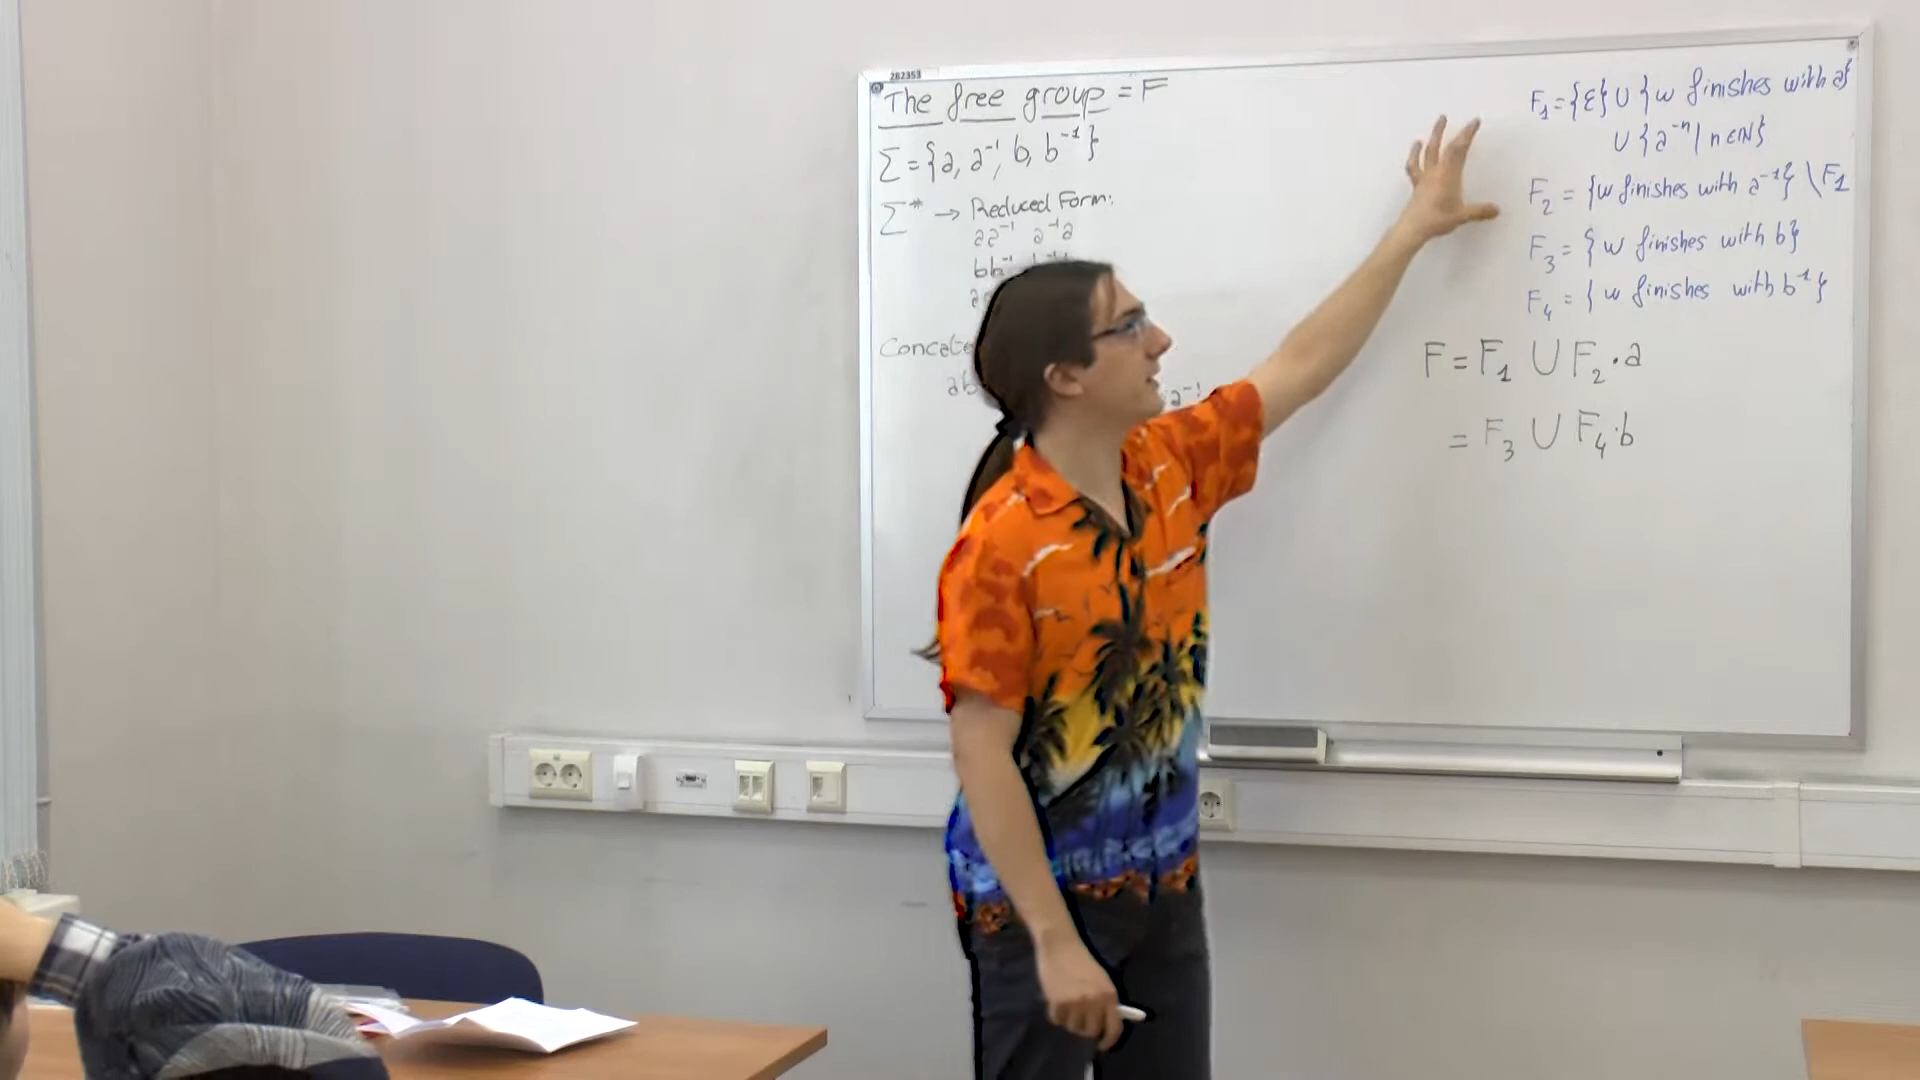 282353
The free group = F
Σ = {a, a⁻¹, b, b⁻¹}
Σ* → Reduced Form:
aa⁻¹ a⁻¹a
bb⁻¹
Concate
ab
a⁻¹
F₁ = {ε} ∪ {w finishes with a}
∪ {a⁻ⁿ | n ∈ ℕ}
F₂ = {w finishes with a⁻¹} \ F₁
F₃ = {w finishes with b}
F₄ = {w finishes with b⁻¹}
F = F₁ ∪ F₂ · a
= F₃ ∪ F₄ · b